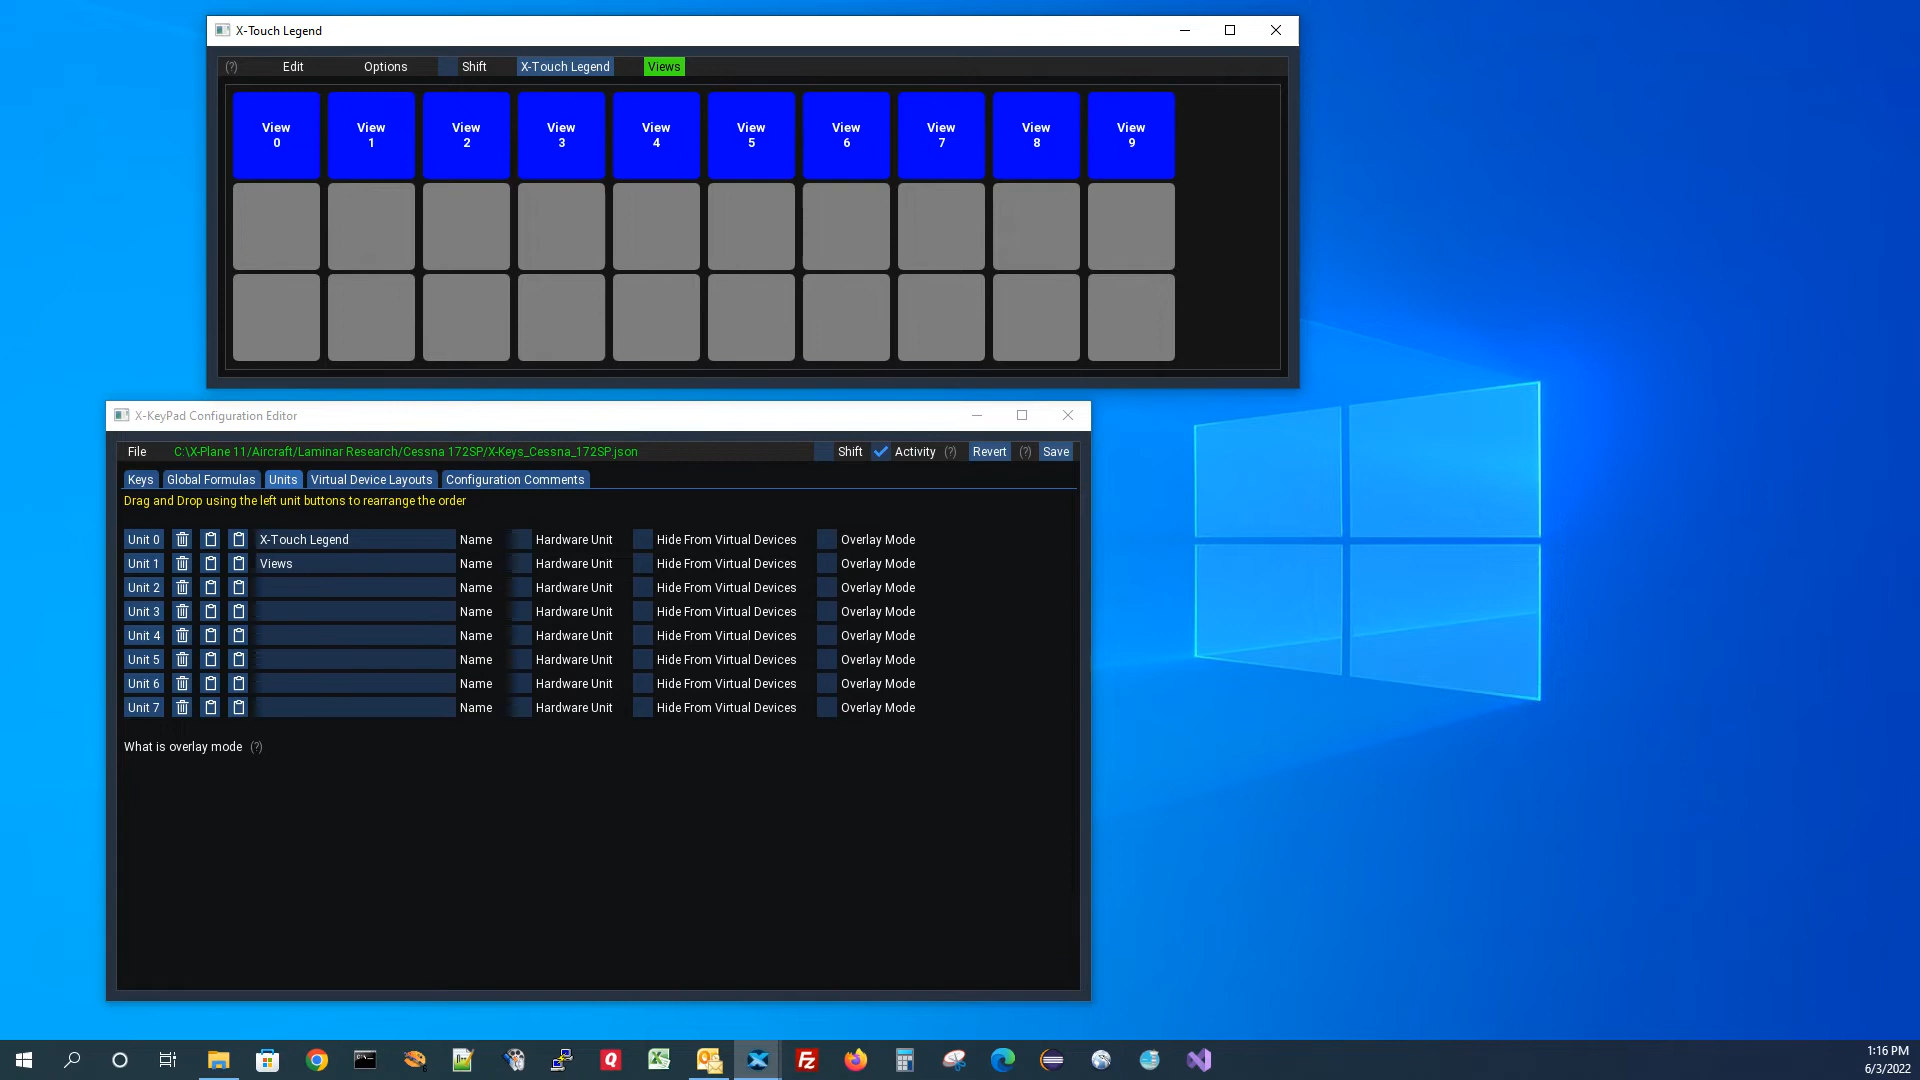 X-Touch Legend
(?) Edit Options Shift X-Touch Legend Views
View 0 View 1 View 2 View 3 View 4 View 5 View 6 View 7 View 8 View 9
X-KeyPad Configuration Editor
File C:\X-Plane 11/Aircraft/Laminar Research/Cessna 172SP/X-Keys_Cessna_172SP.json Shift Activity (?) Revert (?) Save
Keys Global Formulas Units Virtual Device Layouts Configuration Comments
Drag and Drop using the left unit buttons to rearrange the order
Unit 0 X-Touch Legend Name Hardware Unit Hide From Virtual Devices Overlay Mode
Unit 1 Views Name Hardware Unit Hide From Virtual Devices Overlay Mode
Unit 2 Name Hardware Unit Hide From Virtual Devices Overlay Mode
Unit 3 Name Hardware Unit Hide From Virtual Devices Overlay Mode
Unit 4 Name Hardware Unit Hide From Virtual Devices Overlay Mode
Unit 5 Name Hardware Unit Hide From Virtual Devices Overlay Mode
Unit 6 Name Hardware Unit Hide From Virtual Devices Overlay Mode
Unit 7 Name Hardware Unit Hide From Virtual Devices Overlay Mode
What is overlay mode (?)
1:16 PM
6/3/2022